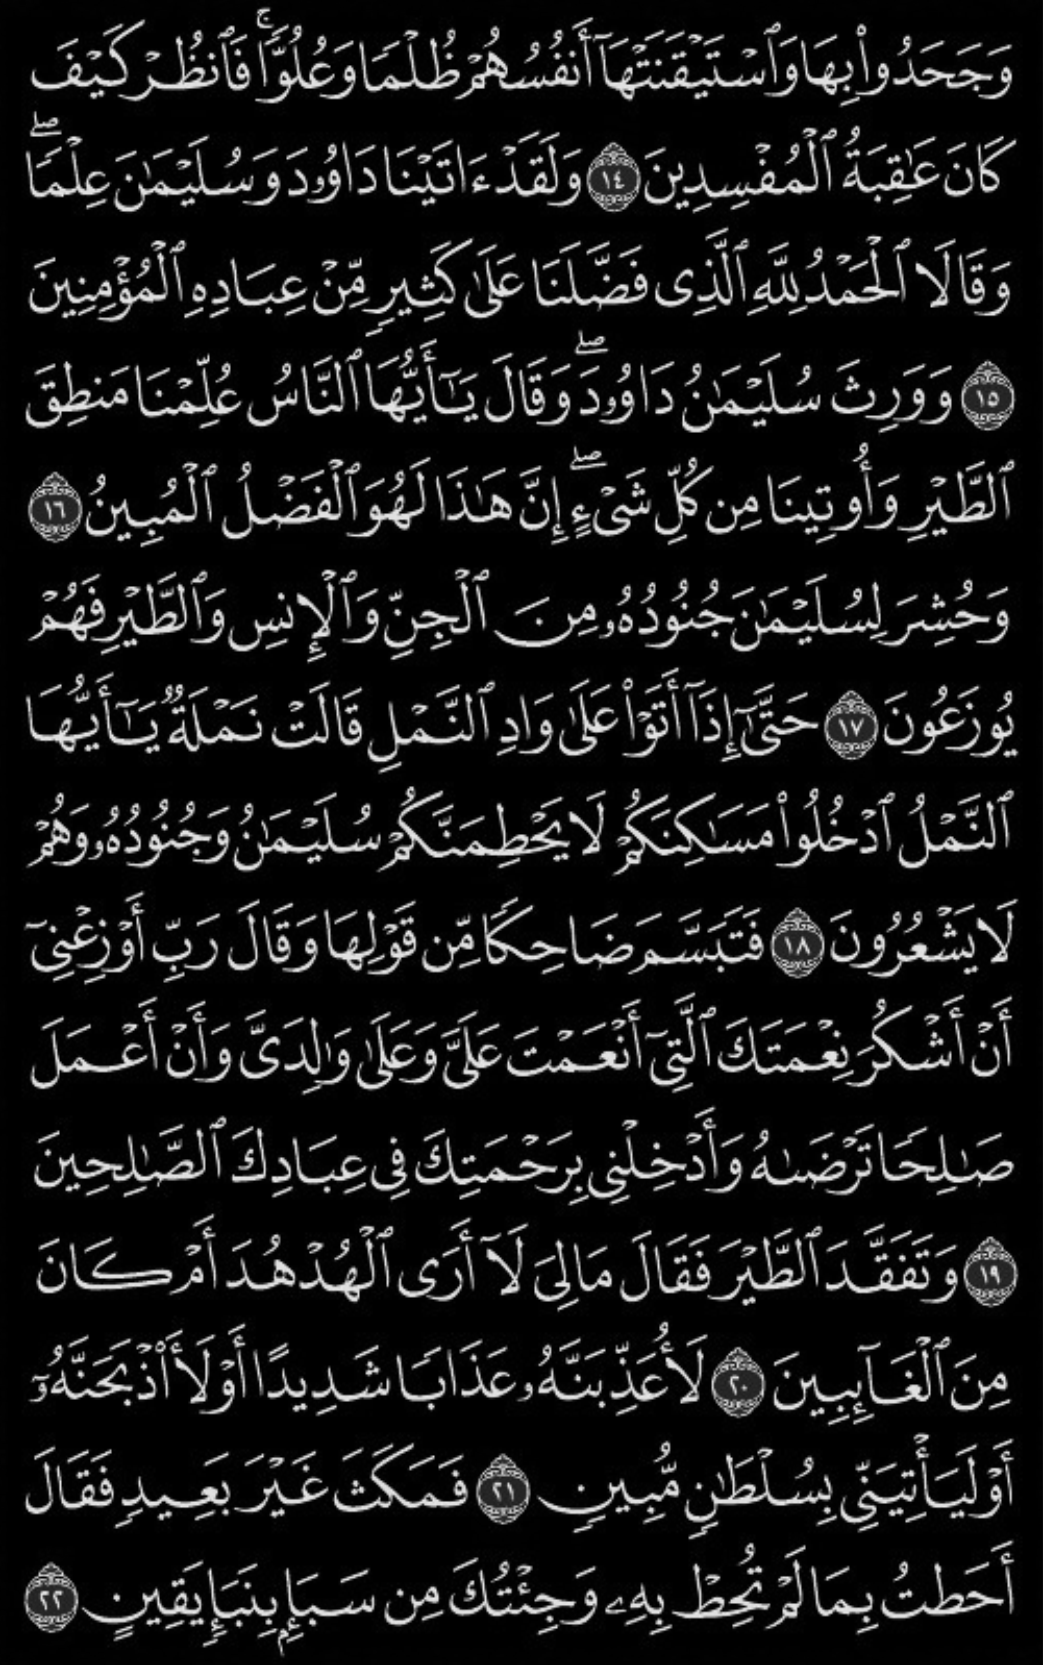 وَجَحَدُوا۟ بِهَا وَٱسْتَيْقَنَتْهَآ أَنفُسُهُمْ ظُلْمًا وَعُلُوًّا ۚ فَٱنظُرْ كَيْفَ
كَانَ عَـٰقِبَةُ ٱلْمُفْسِدِينَ ١٤ وَلَقَدْ ءَاتَيْنَا دَاوُۥدَ وَسُلَيْمَـٰنَ عِلْمًا ۖ
وَقَالَا ٱلْحَمْدُ لِلَّهِ ٱلَّذِى فَضَّلَنَا عَلَىٰ كَثِيرٍ مِّنْ عِبَادِهِ ٱلْمُؤْمِنِينَ
١٥ وَوَرِثَ سُلَيْمَـٰنُ دَاوُۥدَ ۖ وَقَالَ يَـٰٓأَيُّهَا ٱلنَّاسُ عُلِّمْنَا مَنطِقَ
ٱلطَّيْرِ وَأُوتِينَا مِن كُلِّ شَىْءٍ ۖ إِنَّ هَـٰذَا لَهُوَ ٱلْفَضْلُ ٱلْمُبِينُ ١٦
وَحُشِرَ لِسُلَيْمَـٰنَ جُنُودُهُۥ مِنَ ٱلْجِنِّ وَٱلْإِنسِ وَٱلطَّيْرِ فَهُمْ
يُوزَعُونَ ١٧ حَتَّىٰٓ إِذَآ أَتَوْا۟ عَلَىٰ وَادِ ٱلنَّمْلِ قَالَتْ نَمْلَةٌ يَـٰٓأَيُّهَا
ٱلنَّمْلُ ٱدْخُلُوا۟ مَسَـٰكِنَكُمْ لَا يَحْطِمَنَّكُمْ سُلَيْمَـٰنُ وَجُنُودُهُۥ وَهُمْ
لَا يَشْعُرُونَ ١٨ فَتَبَسَّمَ ضَاحِكًا مِّن قَوْلِهَا وَقَالَ رَبِّ أَوْزِعْنِىٓ
أَنْ أَشْكُرَ نِعْمَتَكَ ٱلَّتِىٓ أَنْعَمْتَ عَلَىَّ وَعَلَىٰ وَٰلِدَىَّ وَأَنْ أَعْمَلَ
صَـٰلِحًا تَرْضَىٰهُ وَأَدْخِلْنِى بِرَحْمَتِكَ فِى عِبَادِكَ ٱلصَّـٰلِحِينَ
١٩ وَتَفَقَّدَ ٱلطَّيْرَ فَقَالَ مَالِىَ لَآ أَرَى ٱلْهُدْهُدَ أَمْ كَانَ
مِنَ ٱلْغَآئِبِينَ ٢٠ لَأُعَذِّبَنَّهُۥ عَذَابًا شَدِيدًا أَوْ لَأَا۟ذْبَحَنَّهُۥٓ
أَوْ لَيَأْتِيَنِّى بِسُلْطَـٰنٍ مُّبِينٍ ٢١ فَمَكَثَ غَيْرَ بَعِيدٍ فَقَالَ
أَحَطتُ بِمَا لَمْ تُحِطْ بِهِۦ وَجِئْتُكَ مِن سَبَإٍۭ بِنَبَإٍ يَقِينٍ ٢٢